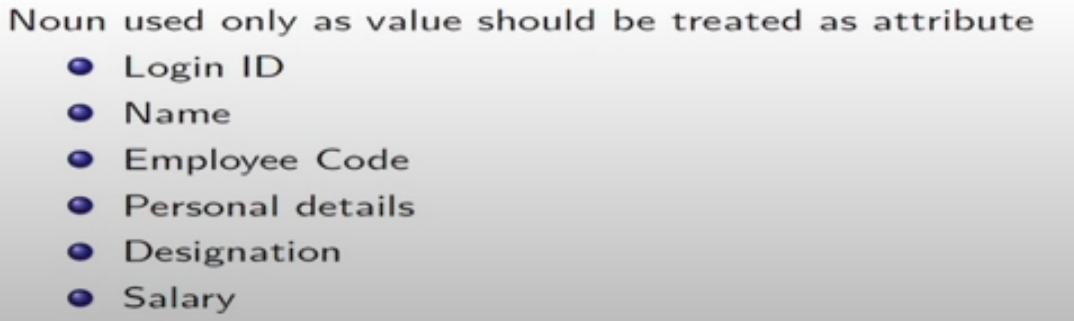 Noun used only as value should be treated as attribute
Login ID
Name
Employee Code
Personal details
Designation
Salary